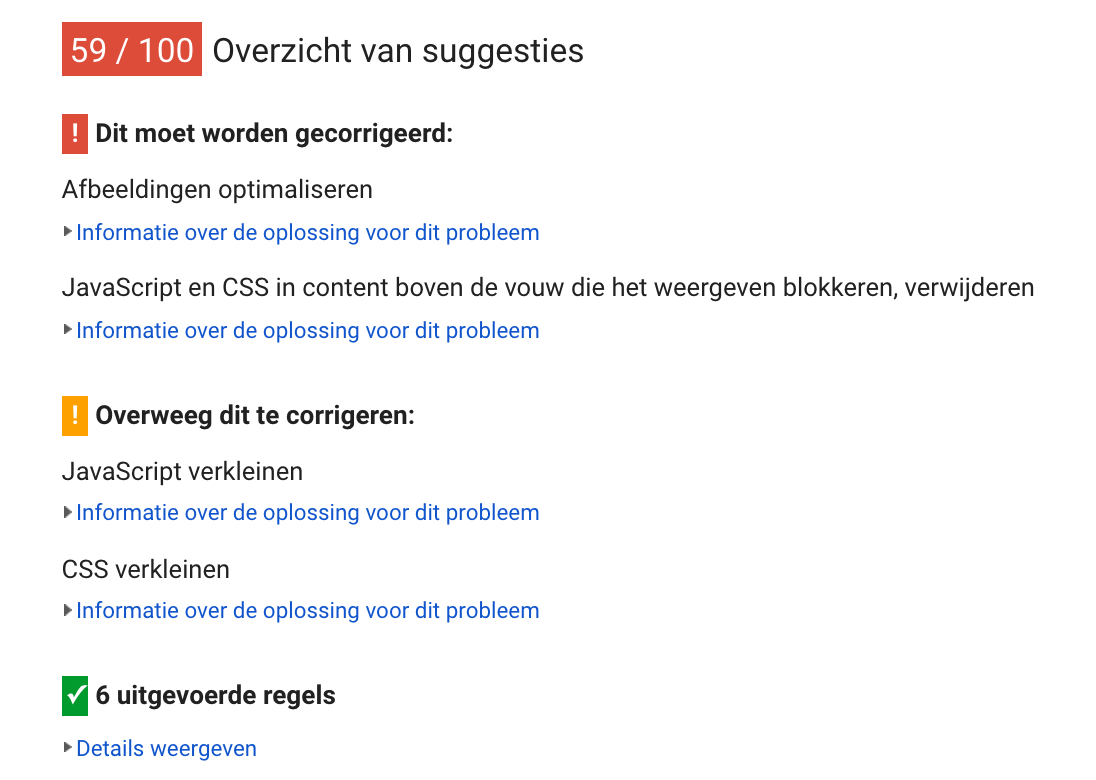 59 / 100 Overzicht van suggesties
! Dit moet worden gecorrigeerd:
Afbeeldingen optimaliseren
Informatie over de oplossing voor dit probleem
JavaScript en CSS in content boven de vouw die het weergeven blokkeren, verwijderen
Informatie over de oplossing voor dit probleem
! Overweeg dit te corrigeren:
JavaScript verkleinen
Informatie over de oplossing voor dit probleem
CSS verkleinen
Informatie over de oplossing voor dit probleem
6 uitgevoerde regels
Details weergeven